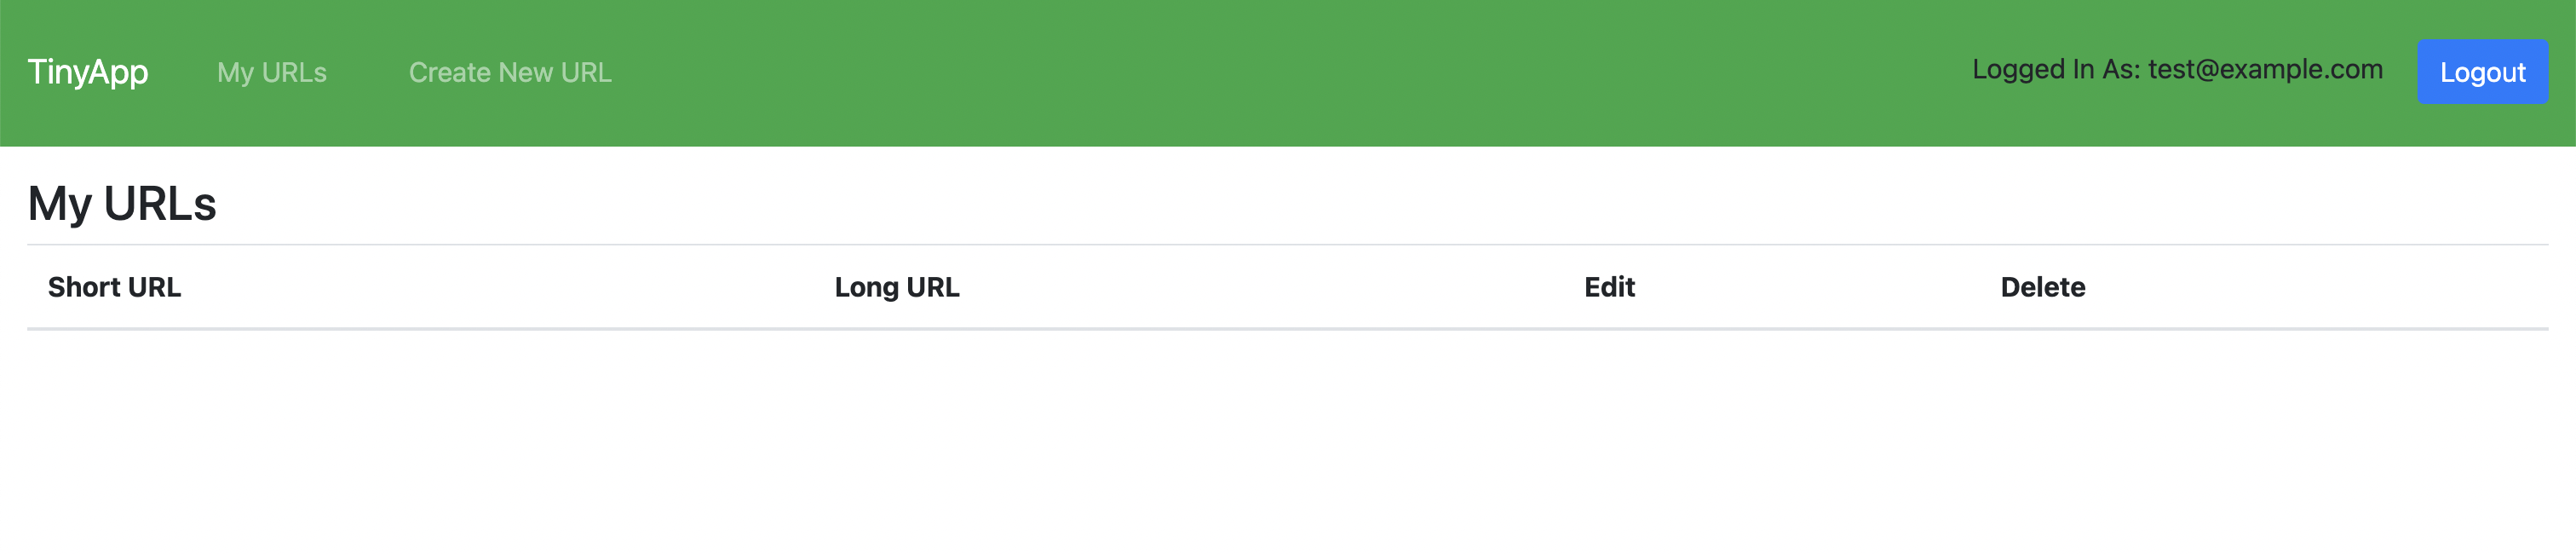 TinyApp My URLs Create New URL Logged In As: test@example.com Logout
My URLs
Short URL Long URL Edit Delete